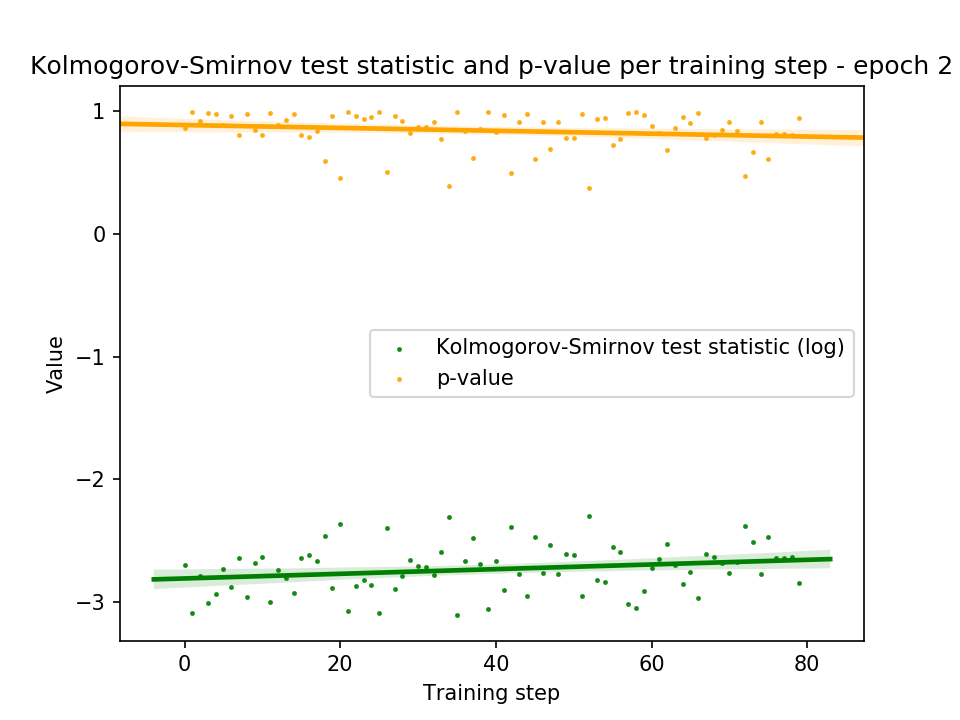 Kolmogorov-Smirnov test statistic and p-value per training step - epoch 2
1
0
−1
−2
−3
Value
Kolmogorov-Smirnov test statistic (log)
p-value
0 20 40 60 80
Training step